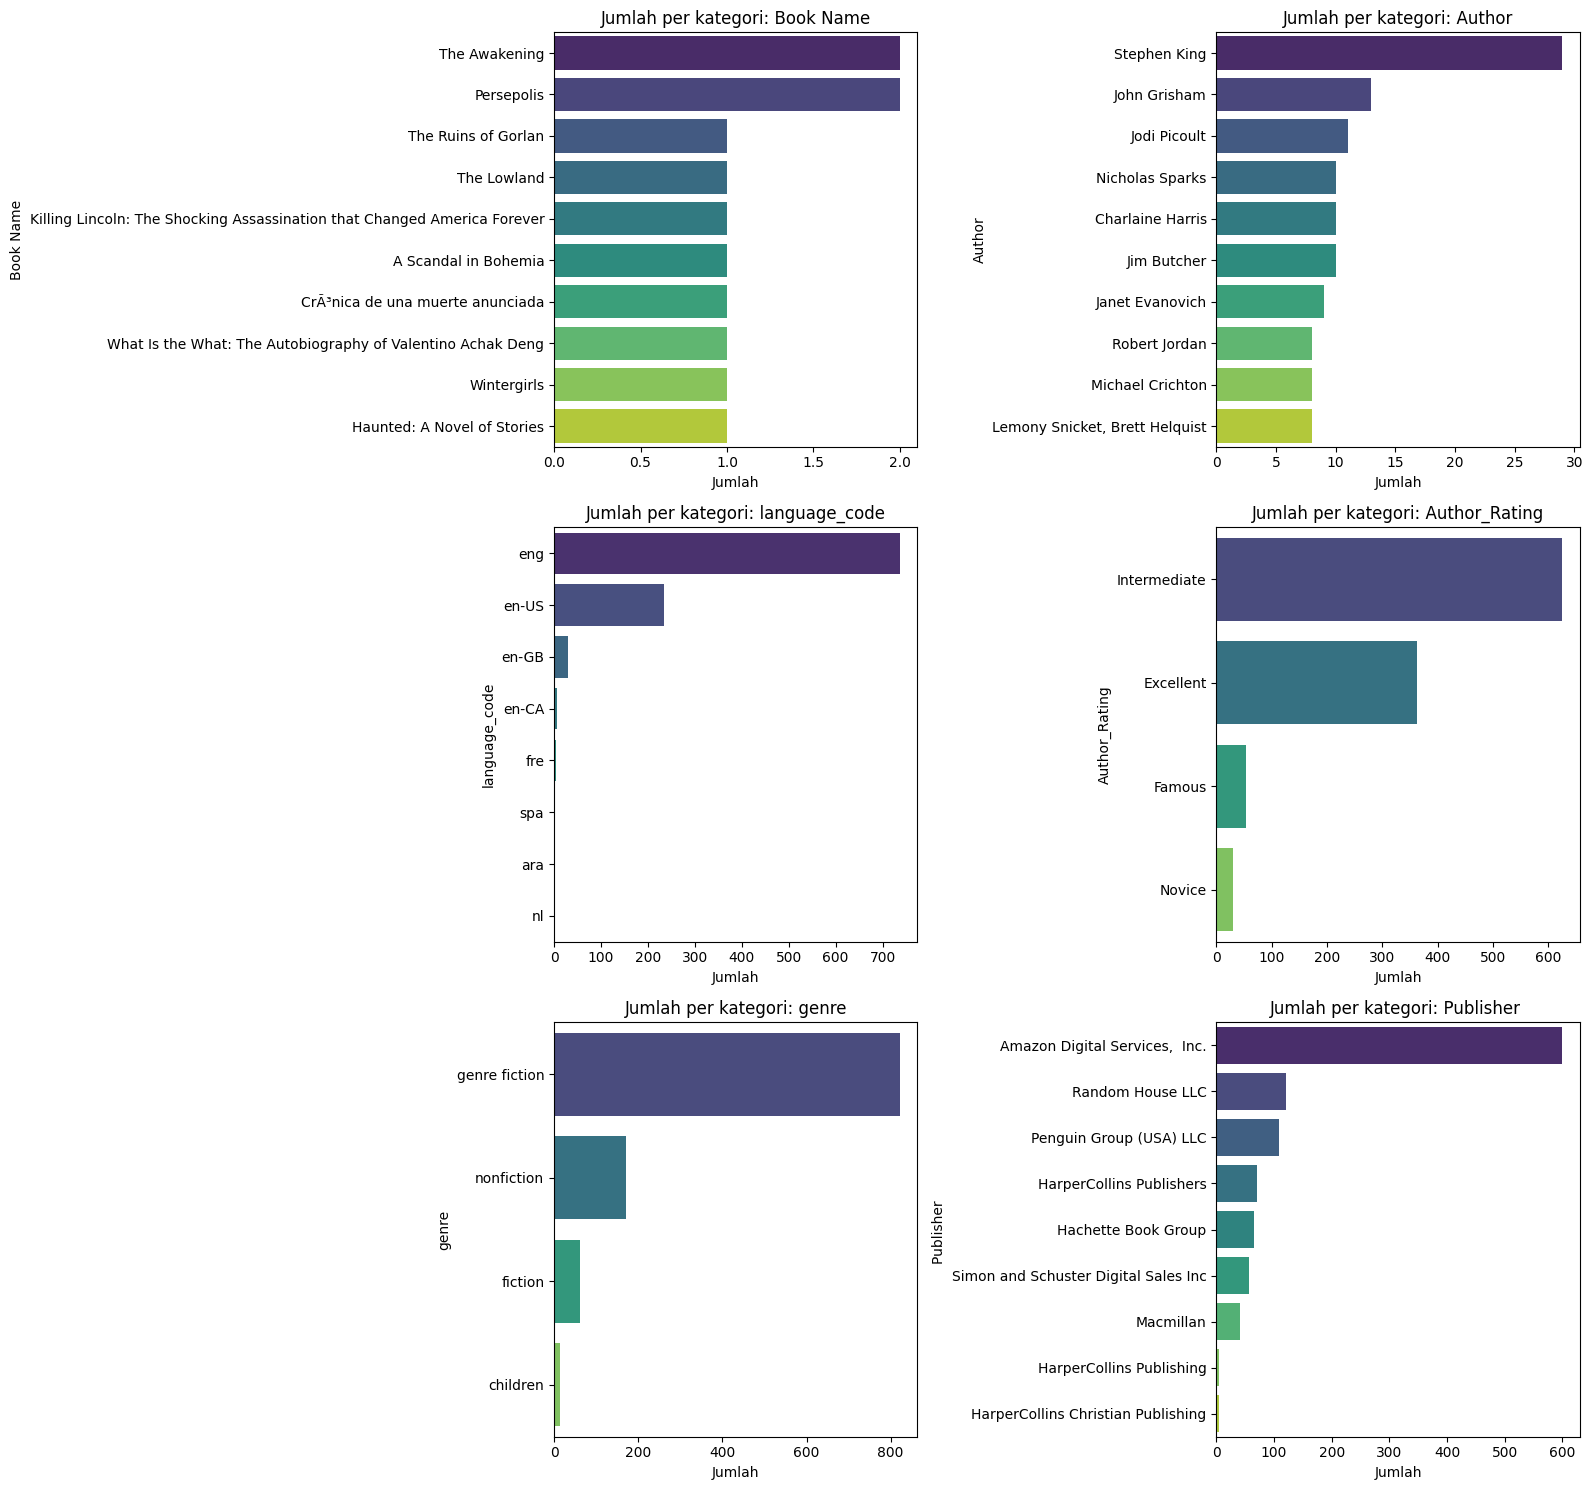 Jumlah per kategori: Book Name
Book Name
The Awakening
Persepolis
The Ruins of Gorlan
The Lowland
Killing Lincoln: The Shocking Assassination that Changed America Forever
A Scandal in Bohemia
CrÃ³nica de una muerte anunciada
What Is the What: The Autobiography of Valentino Achak Deng
Wintergirls
Haunted: A Novel of Stories
0.0 0.5 1.0 1.5 2.0
Jumlah
Jumlah per kategori: Author
Author
Stephen King
John Grisham
Jodi Picoult
Nicholas Sparks
Charlaine Harris
Jim Butcher
Janet Evanovich
Robert Jordan
Michael Crichton
Lemony Snicket, Brett Helquist
0 5 10 15 20 25 30
Jumlah
Jumlah per kategori: language_code
language_code
eng
en-US
en-GB
en-CA
fre
spa
ara
nl
0 100 200 300 400 500 600 700
Jumlah
Jumlah per kategori: Author_Rating
Author_Rating
Intermediate
Excellent
Famous
Novice
0 100 200 300 400 500 600
Jumlah
Jumlah per kategori: genre
genre
genre fiction
nonfiction
fiction
children
0 200 400 600 800
Jumlah
Jumlah per kategori: Publisher
Publisher
Amazon Digital Services,  Inc.
Random House LLC
Penguin Group (USA) LLC
HarperCollins Publishers
Hachette Book Group
Simon and Schuster Digital Sales Inc
Macmillan
HarperCollins Publishing
HarperCollins Christian Publishing
0 100 200 300 400 500 600
Jumlah